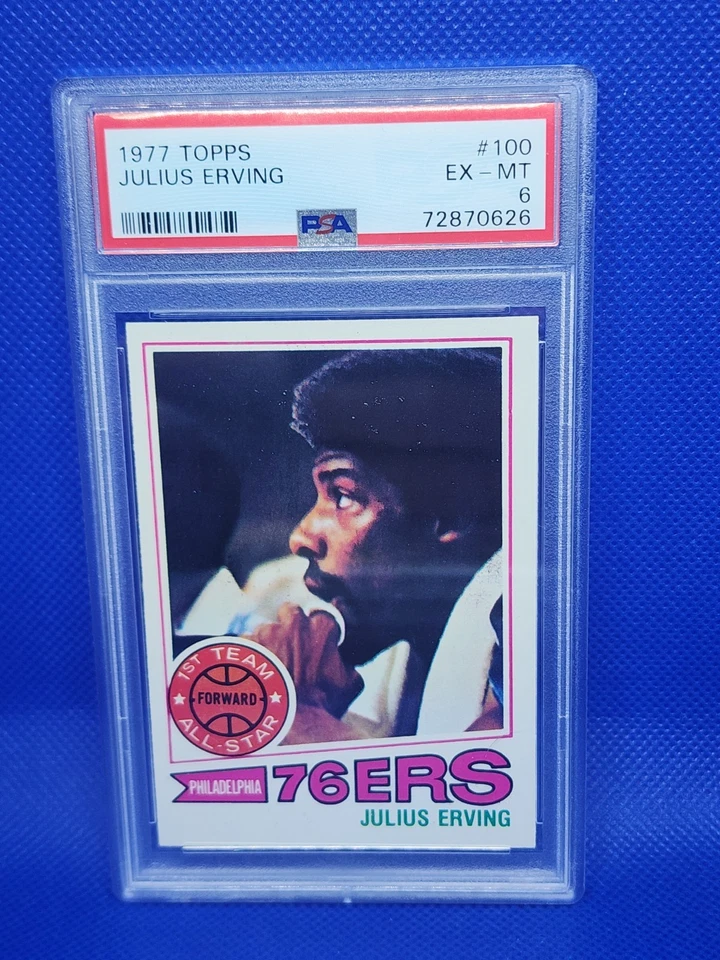 1977 TOPPS #100
JULIUS ERVING EX - MT
6
PSA 72870626
1ST TEAM
FORWARD
ALL-STAR
PHILADELPHIA 76ERS
JULIUS ERVING